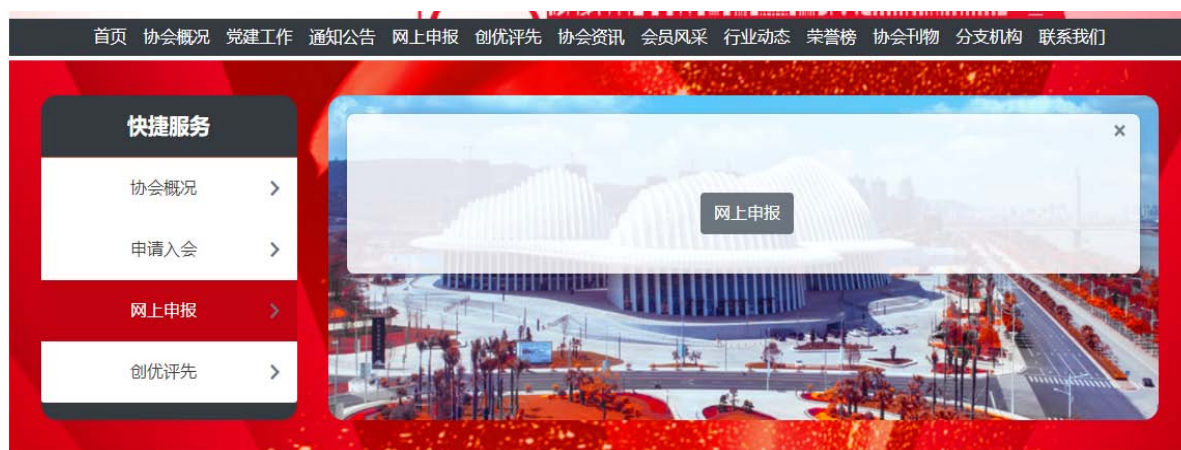 首页 协会概况 党建工作 通知公告 网上申报 创优评先 协会资讯 会员风采 行业动态 荣誉榜 协会刊物 分支机构 联系我们
快捷服务
协会概况
申请入会
网上申报
创优评先
×
网上申报